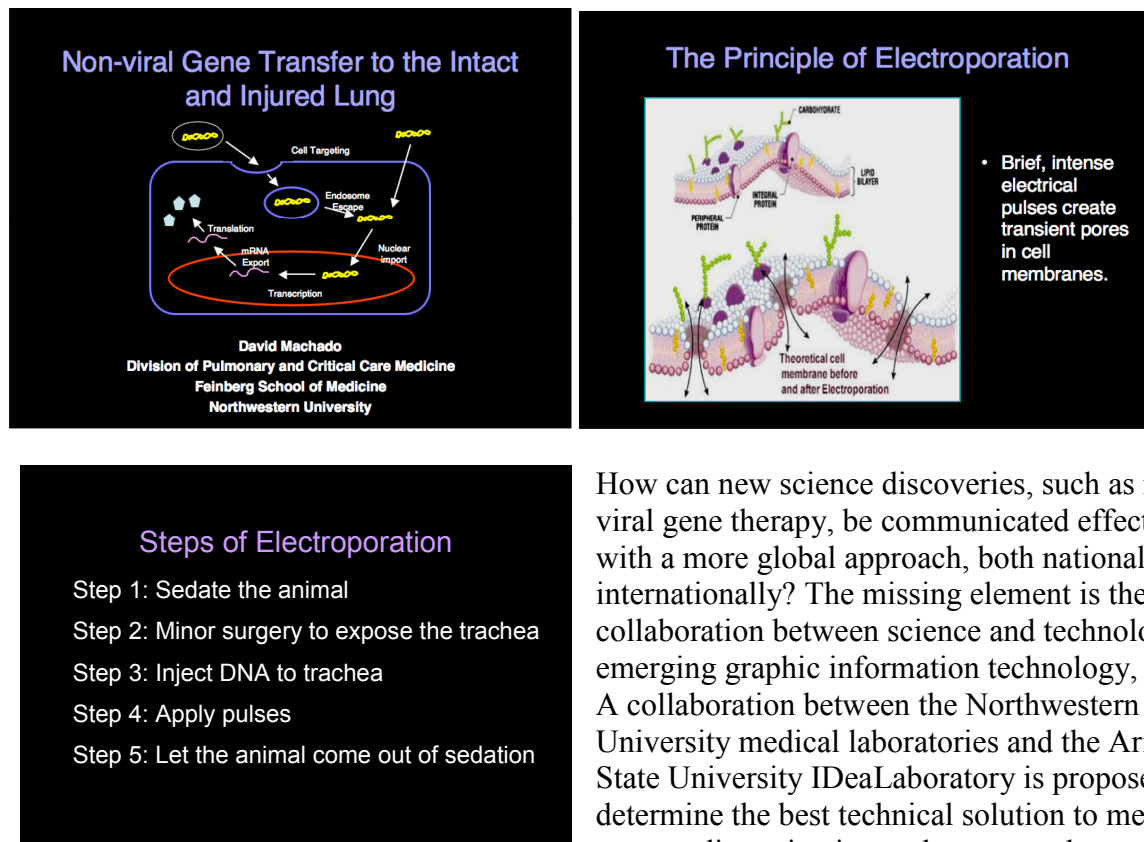 Non-viral Gene Transfer to the Intact
and Injured Lung
Cell Targeting
Endosome
Escape
Translation
mRNA
Export
Nuclear
import
Transcription
David Machado
Division of Pulmonary and Critical Care Medicine
Feinberg School of Medicine
Northwestern University
The Principle of Electroporation
CARBOHYDRATE
LIPID
BILAYER
INTEGRAL
PROTEIN
PERIPHERAL
PROTEIN
Theoretical cell
membrane before
and after Electroporation
• Brief, intense
electrical
pulses create
transient pores
in cell
membranes.
Steps of Electroporation
Step 1: Sedate the animal
Step 2: Minor surgery to expose the trachea
Step 3: Inject DNA to trachea
Step 4: Apply pulses
Step 5: Let the animal come out of sedation
How can new science discoveries, such as
viral gene therapy, be communicated
with a more global approach, both
internationally? The missing element is the
collaboration between science and
emerging graphic information technology,
A collaboration between the Northwestern
University medical laboratories and the
State University IDeaLaboratory is
determine the best technical solution to